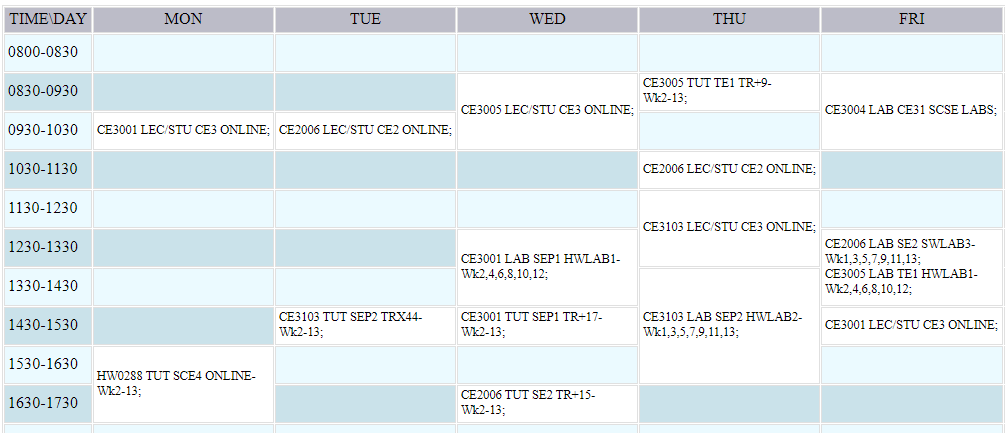 TIME\DAY MON TUE WED THU FRI
0800-0830
0830-0930
CE3005 LEC/STU CE3 ONLINE;
CE3005 TUT TE1 TR+9-
Wk2-13;
CE3004 LAB CE31 SCSE LABS;
0930-1030
CE3001 LEC/STU CE3 ONLINE;
CE2006 LEC/STU CE2 ONLINE;
1030-1130
CE2006 LEC/STU CE2 ONLINE;
1130-1230
CE3103 LEC/STU CE3 ONLINE;
1230-1330
CE3001 LAB SEP1 HWLAB1-
Wk2,4,6,8,10,12;
CE2006 LAB SE2 SWLAB3-
Wk1,3,5,7,9,11,13;
CE3005 LAB TE1 HWLAB1-
Wk2,4,6,8,10,12;
1330-1430
CE3103 LAB SEP2 HWLAB2-
Wk1,3,5,7,9,11,13;
1430-1530
CE3103 TUT SEP2 TRX44-
Wk2-13;
CE3001 TUT SEP1 TR+17-
Wk2-13;
CE3001 LEC/STU CE3 ONLINE;
1530-1630
HW0288 TUT SCE4 ONLINE-
Wk2-13;
1630-1730
CE2006 TUT SE2 TR+15-
Wk2-13;